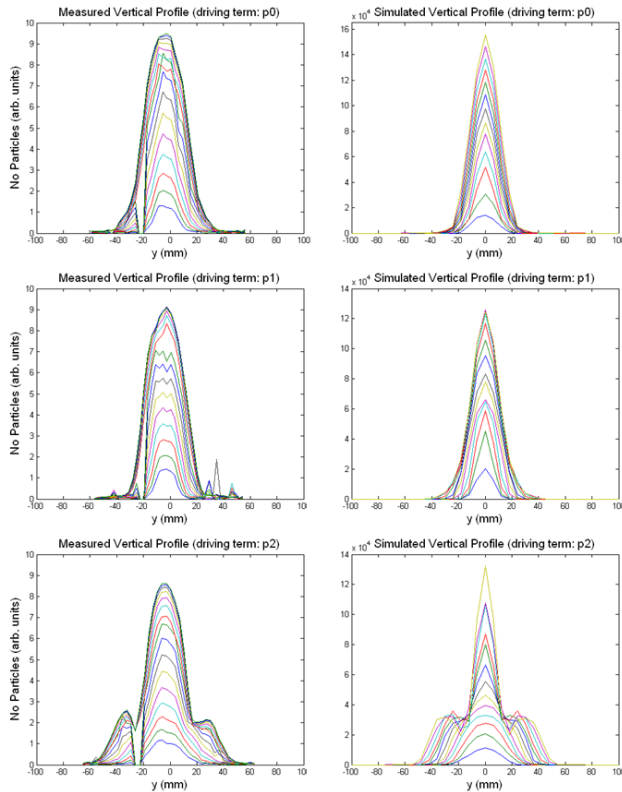 Measured Vertical Profile (driving term: p0)
10
9
8
7
6
5
4
3
2
1
0
No Particles (arb. units)
-100 -80 -60 -40 -20 0 20 40 60 80 100
y (mm)
Simulated Vertical Profile (driving term: p0)
x 10⁴
16
14
12
10
8
6
4
2
0
-100 -80 -60 -40 -20 0 20 40 60 80 100
y (mm)
Measured Vertical Profile (driving term: p1)
10
9
8
7
6
5
4
3
2
1
0
No Particles (arb. units)
-100 -80 -60 -40 -20 0 20 40 60 80 100
y (mm)
Simulated Vertical Profile (driving term: p1)
x 10⁴
14
12
10
8
6
4
2
0
-100 -80 -60 -40 -20 0 20 40 60 80 100
y (mm)
Measured Vertical Profile (driving term: p2)
10
9
8
7
6
5
4
3
2
1
0
No Particles (arb. units)
-100 -80 -60 -40 -20 0 20 40 60 80 100
y (mm)
Simulated Vertical Profile (driving term: p2)
x 10⁴
14
12
10
8
6
4
2
0
-100 -80 -60 -40 -20 0 20 40 60 80 100
y (mm)